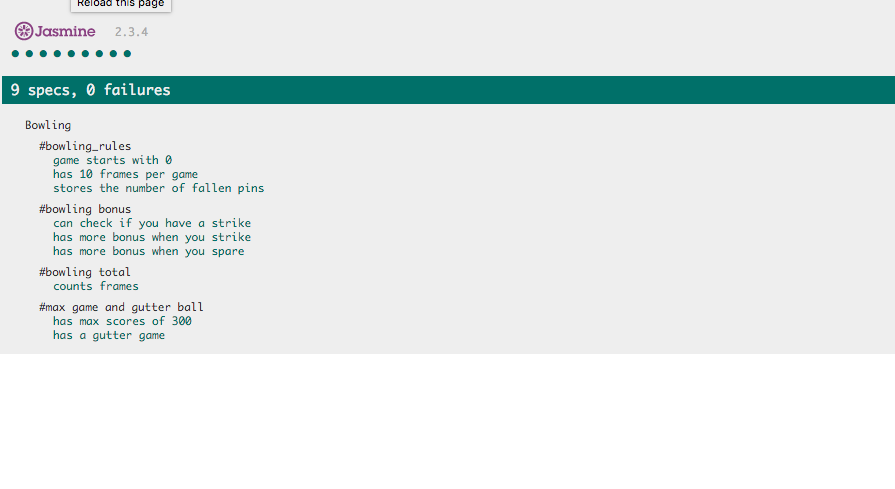 Reload this page
Jasmine 2.3.4
9 specs, 0 failures
Bowling
#bowling_rules
game starts with 0
has 10 frames per game
stores the number of fallen pins
#bowling bonus
can check if you have a strike
has more bonus when you strike
has more bonus when you spare
#bowling total
counts frames
#max game and gutter ball
has max scores of 300
has a gutter game